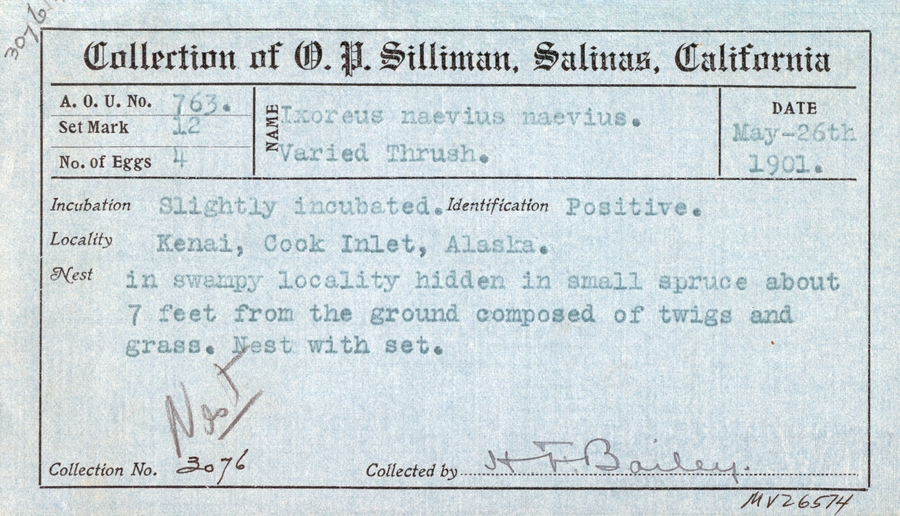 3076
Collection of O. P. Silliman, Salinas, California
A. O. U. No. 763.
Set Mark 12
No. of Eggs 4
NAME Ixoreus naevius naevius.
Varied Thrush.
DATE
May-26th
1901.
Incubation Slightly incubated. Identification Positive.
Locality Kenai, Cook Inlet, Alaska.
Nest in swampy locality hidden in small spruce about
7 feet from the ground composed of twigs and
grass. Nest with set.
Nest
Collection No. 3076 Collected by H F Bailey.
MV26574